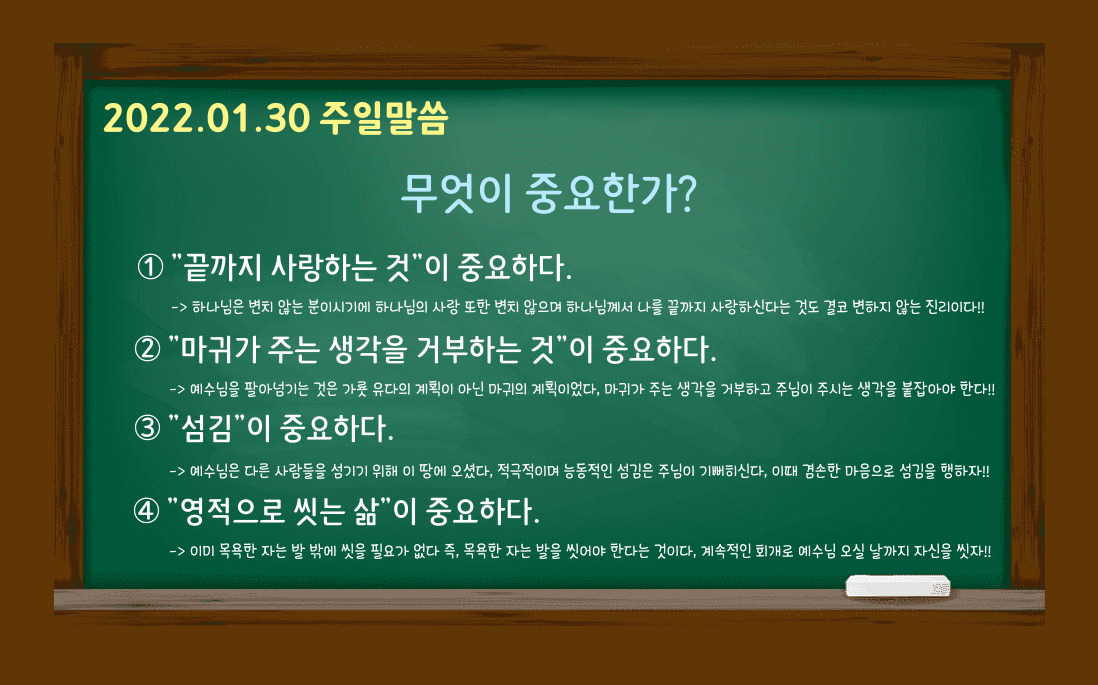 2022.01.30 주일말씀
무엇이 중요한가?
① "끝까지 사랑하는 것"이 중요하다.
-> 하나님은 변치 않는 분이시기에 하나님의 사랑 또한 변치 않으며 하나님께서 나를 끝까지 사랑하신다는 것도 결코 변하지 않는 진리이다!!
② "마귀가 주는 생각을 거부하는 것"이 중요하다.
-> 예수님을 팔아넘기는 것은 가룟 유다의 계획이 아닌 마귀의 계획이었다, 마귀가 주는 생각을 거부하고 주님이 주시는 생각을 붙잡아야 한다!!
③ "섬김"이 중요하다.
-> 예수님은 다른 사람들을 섬기기 위해 이 땅에 오셨다, 적극적이며 능동적인 섬김은 주님이 기뻐히신다, 이때 겸손한 마음으로 섬김을 행하자!!
④ "영적으로 씻는 삶"이 중요하다.
-> 이미 목욕한 자는 발 밖에 씻을 필요가 없다 즉, 목욕한 자는 발을 씻어야 한다는 것이다, 계속적인 회개로 예수님 오실 날까지 자신을 씻자!!